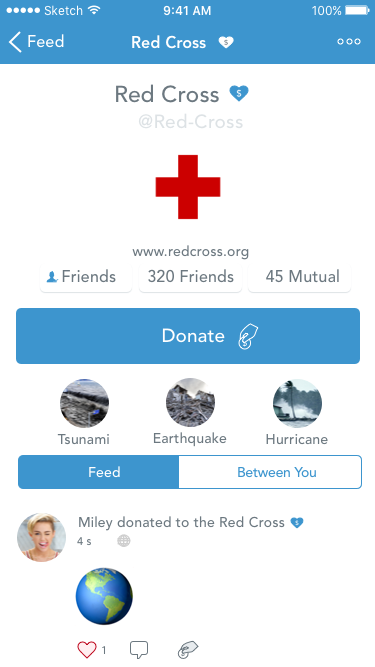 Sketch 9:41 AM 100%
Feed Red Cross $
Red Cross $
@Red-Cross
www.redcross.org
Friends 320 Friends 45 Mutual
Donate
Tsunami Earthquake Hurricane
Feed Between You
Miley donated to the Red Cross $
4 s
1